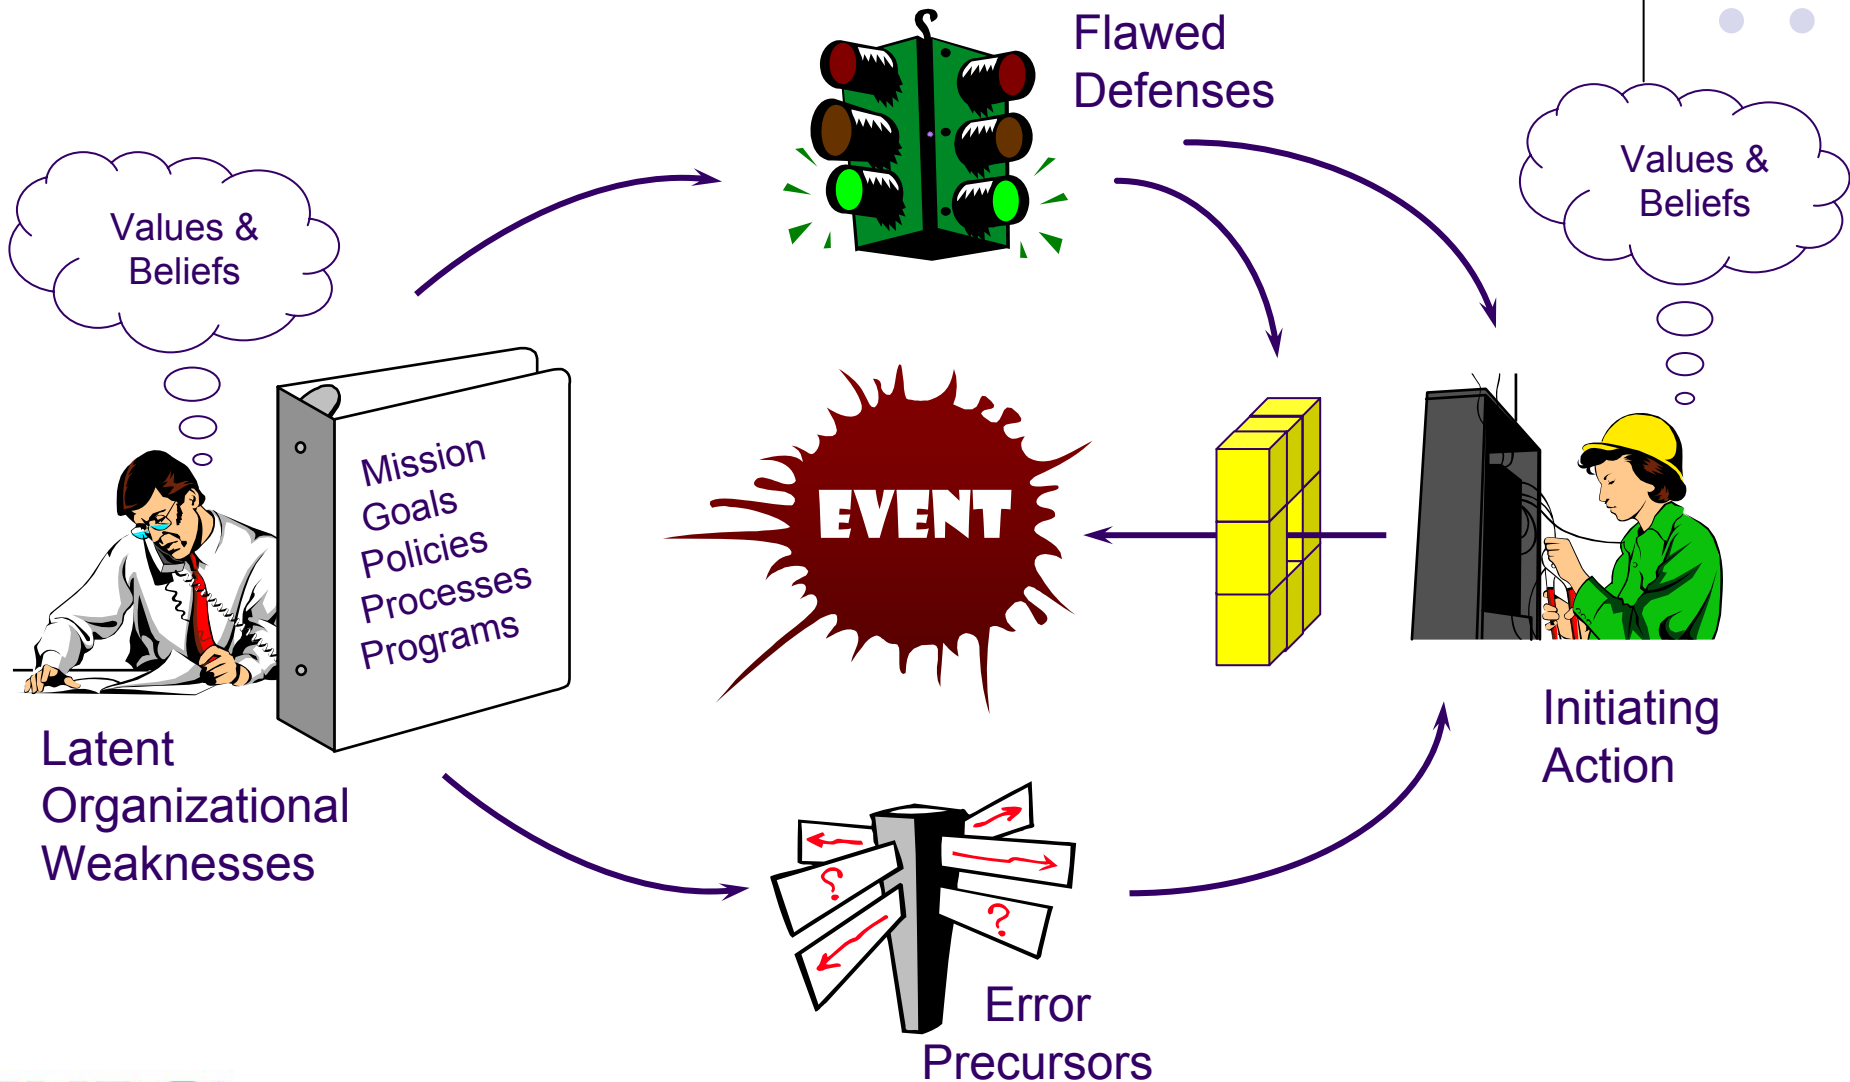 Flawed
Defenses
Values &
Beliefs
Values &
Beliefs
Mission
Goals
Policies
Processes
Programs
EVENT
Latent
Organizational
Weaknesses
Initiating
Action
?
?
Error
Precursors